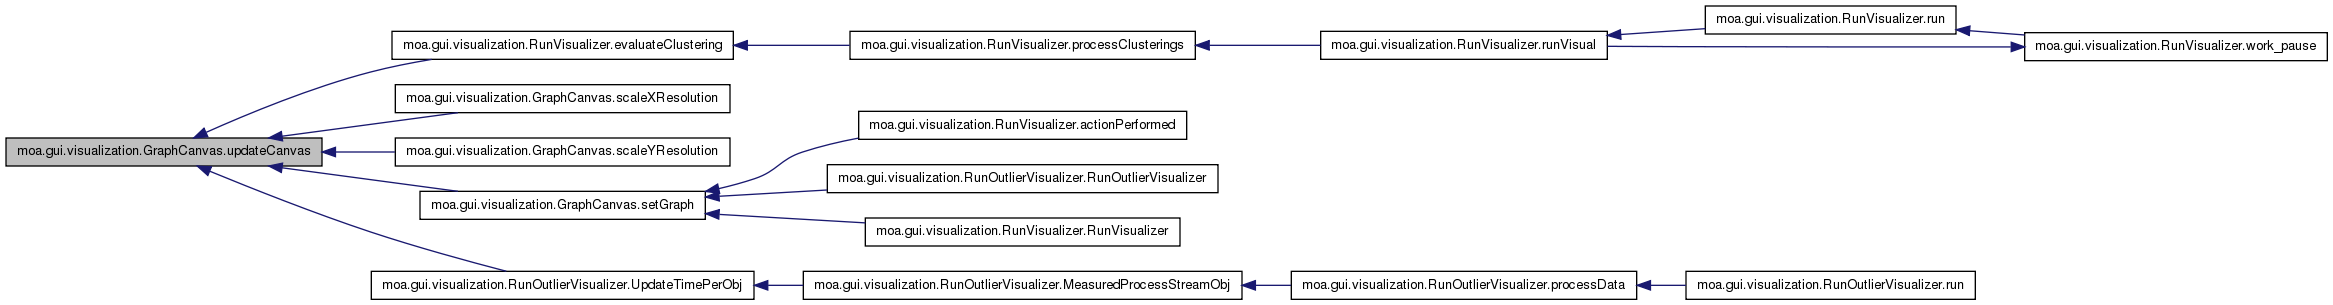 moa.gui.visualization.RunVisualizer.run
moa.gui.visualization.RunVisualizer.evaluateClustering
moa.gui.visualization.RunVisualizer.processClusterings
moa.gui.visualization.RunVisualizer.runVisual
moa.gui.visualization.RunVisualizer.work_pause
moa.gui.visualization.GraphCanvas.scaleXResolution
moa.gui.visualization.RunVisualizer.actionPerformed
moa.gui.visualization.GraphCanvas.updateCanvas
moa.gui.visualization.GraphCanvas.scaleYResolution
moa.gui.visualization.RunOutlierVisualizer.RunOutlierVisualizer
moa.gui.visualization.GraphCanvas.setGraph
moa.gui.visualization.RunVisualizer.RunVisualizer
moa.gui.visualization.RunOutlierVisualizer.UpdateTimePerObj
moa.gui.visualization.RunOutlierVisualizer.MeasuredProcessStreamObj
moa.gui.visualization.RunOutlierVisualizer.processData
moa.gui.visualization.RunOutlierVisualizer.run